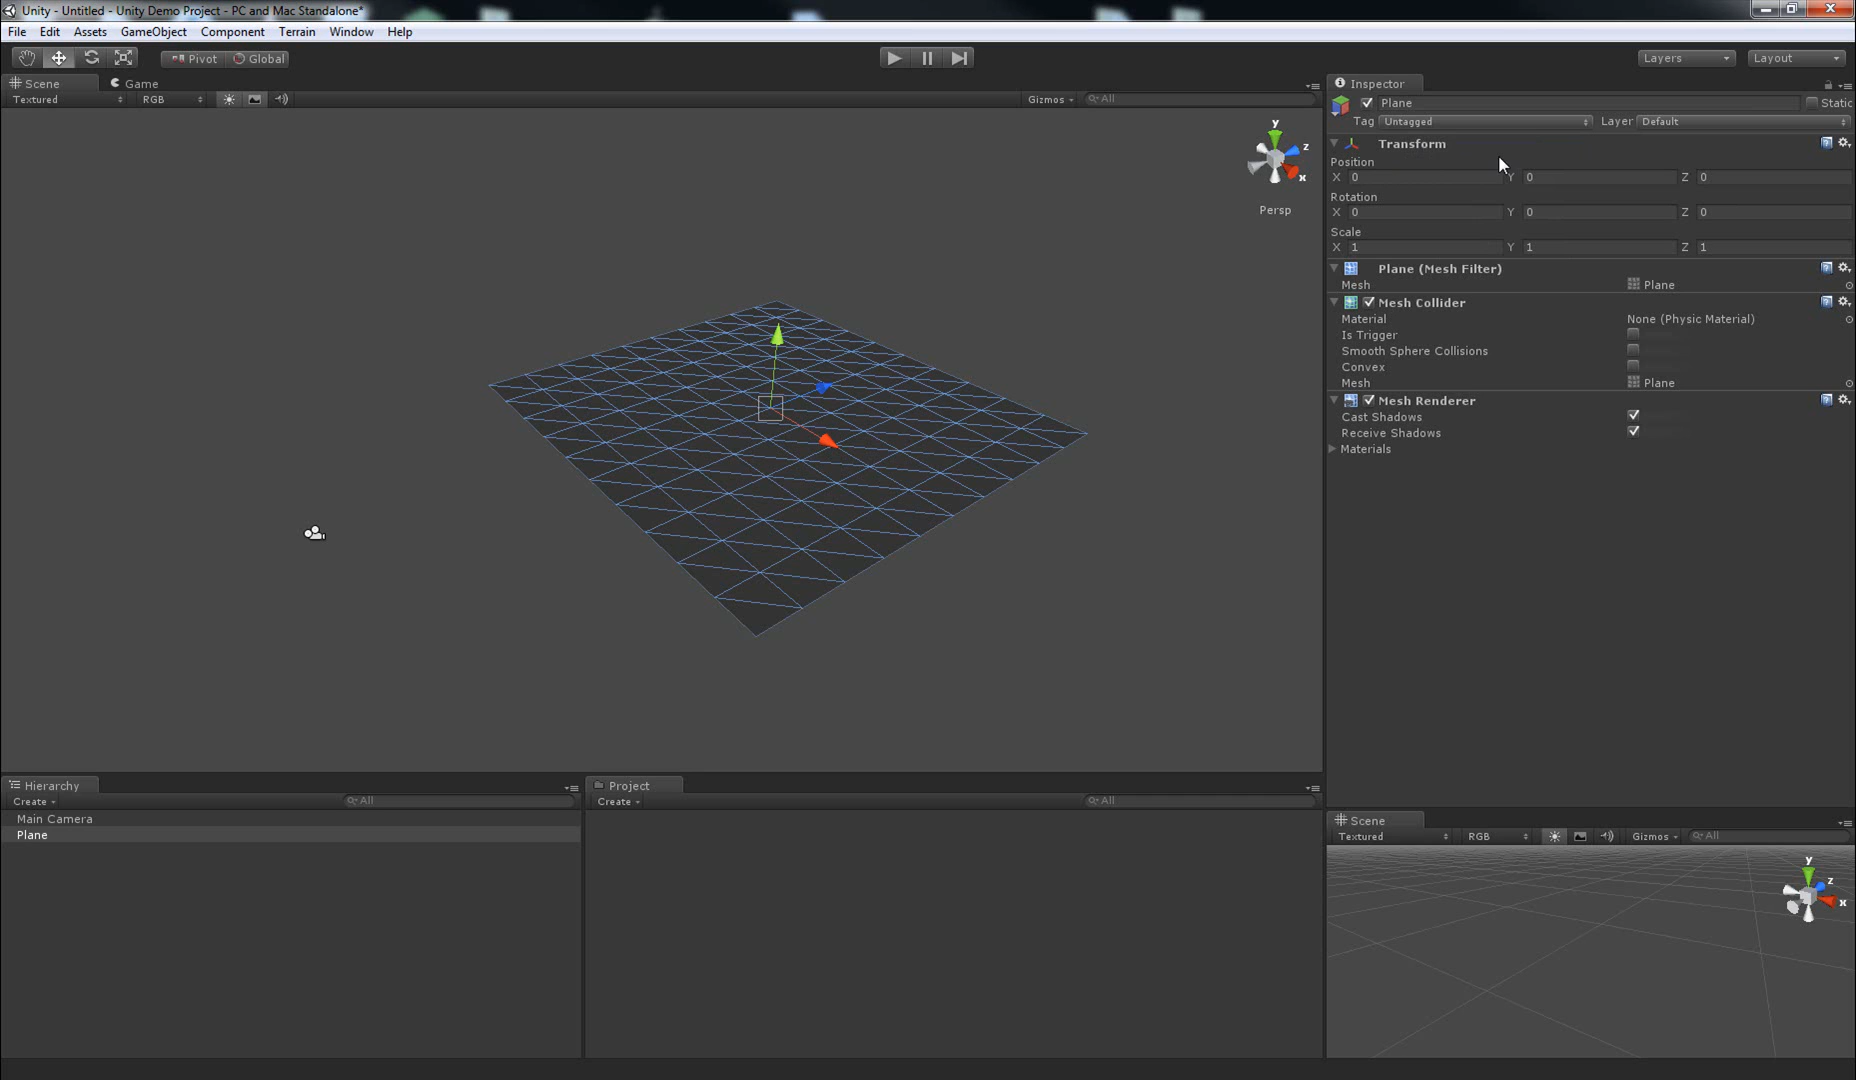 Unity - Untitled - Unity Demo Project - PC and Mac Standalone*
File Edit Assets GameObject Component Terrain Window Help
Pivot Global Layers Layout
Scene Game
Textured RGB Gizmos All
y
z
x
Persp
Inspector
Plane Static
Tag Untagged Layer Default
Transform
Position
X 0 Y 0 Z 0
Rotation
X 0 Y 0 Z 0
Scale
X 1 Y 1 Z 1
Plane (Mesh Filter)
Mesh Plane
Mesh Collider
Material None (Physic Material)
Is Trigger
Smooth Sphere Collisions
Convex
Mesh Plane
Mesh Renderer
Cast Shadows
Receive Shadows
Materials
Hierarchy
Create All
Main Camera
Plane
Project
Create All
Scene
Textured RGB Gizmos All
y
z
x